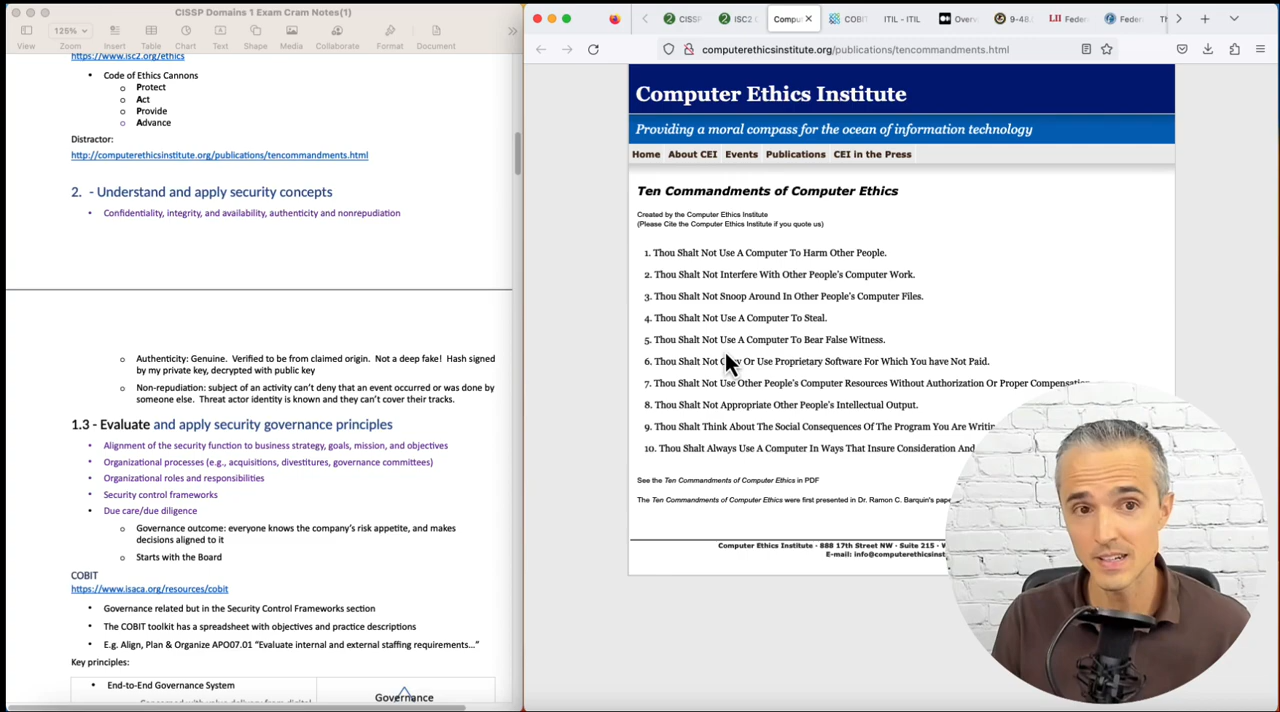 CISSP Domains 1 Exam Cram Notes(1)
125%
View
Zoom
Insert
Table
Chart
Text
Shape
Media
Collaborate
Format
Document
https://www.isc2.org/ethics
• Code of Ethics Cannons
o Protect
o Act
o Provide
o Advance
Distractor:
http://computerethicsinstitute.org/publications/tencommandments.html
2. - Understand and apply security concepts
• Confidentiality, integrity, and availability, authenticity and nonrepudiation
o Authenticity: Genuine. Verified to be from claimed origin. Not a deep fake! Hash signed
by my private key, decrypted with public key
o Non-repudiation: subject of an activity can't deny that an event occurred or was done by
someone else. Threat actor identity is known and they can't cover their tracks.
1.3 - Evaluate and apply security governance principles
• Alignment of the security function to business strategy, goals, mission, and objectives
• Organizational processes (e.g., acquisitions, divestitures, governance committees)
• Organizational roles and responsibilities
• Security control frameworks
• Due care/due diligence
o Governance outcome: everyone knows the company's risk appetite, and makes
decisions aligned to it
o Starts with the Board
COBIT
https://www.isaca.org/resources/cobit
• Governance related but in the Security Control Frameworks section
• The COBIT toolkit has a spreadsheet with objectives and practice descriptions
• E.g. Align, Plan & Organize APO07.01 "Evaluate internal and external staffing requirements..."
Key principles:
• End-to-End Governance System
Governance
CISSP
ISC2
Compu
COBIT
ITIL - ITIL
Over
9-48.
Feder
Feder
computerethicsinstitute.org/publications/tencommandments.html
Computer Ethics Institute
Providing a moral compass for the ocean of information technology
Home About CEI Events Publications CEI in the Press
Ten Commandments of Computer Ethics
Created by the Computer Ethics Institute
(Please Cite the Computer Ethics Institute if you quote us)
1. Thou Shalt Not Use A Computer To Harm Other People.
2. Thou Shalt Not Interfere With Other People's Computer Work.
3. Thou Shalt Not Snoop Around In Other People's Computer Files.
4. Thou Shalt Not Use A Computer To Steal.
5. Thou Shalt Not Use A Computer To Bear False Witness.
6. Thou Shalt Not Or Use Proprietary Software For Which You have Not Paid.
7. Thou Shalt Not Use Other People's Computer Resources Without Authorization Or Proper Compensation
8. Thou Shalt Not Appropriate Other People's Intellectual Output.
9. Thou Shalt Think About The Social Consequences Of The Program You Are Writin
10. Thou Shalt Always Use A Computer In Ways That Insure Consideration And
See the Ten Commandments of Computer Ethics in PDF
The Ten Commandments of Computer Ethics were first presented in Dr. Ramon C. Barquin's pape
Computer Ethics Institute · 888 17th Street NW · Suite 215 · W
E-mail: info@computerethicsinst